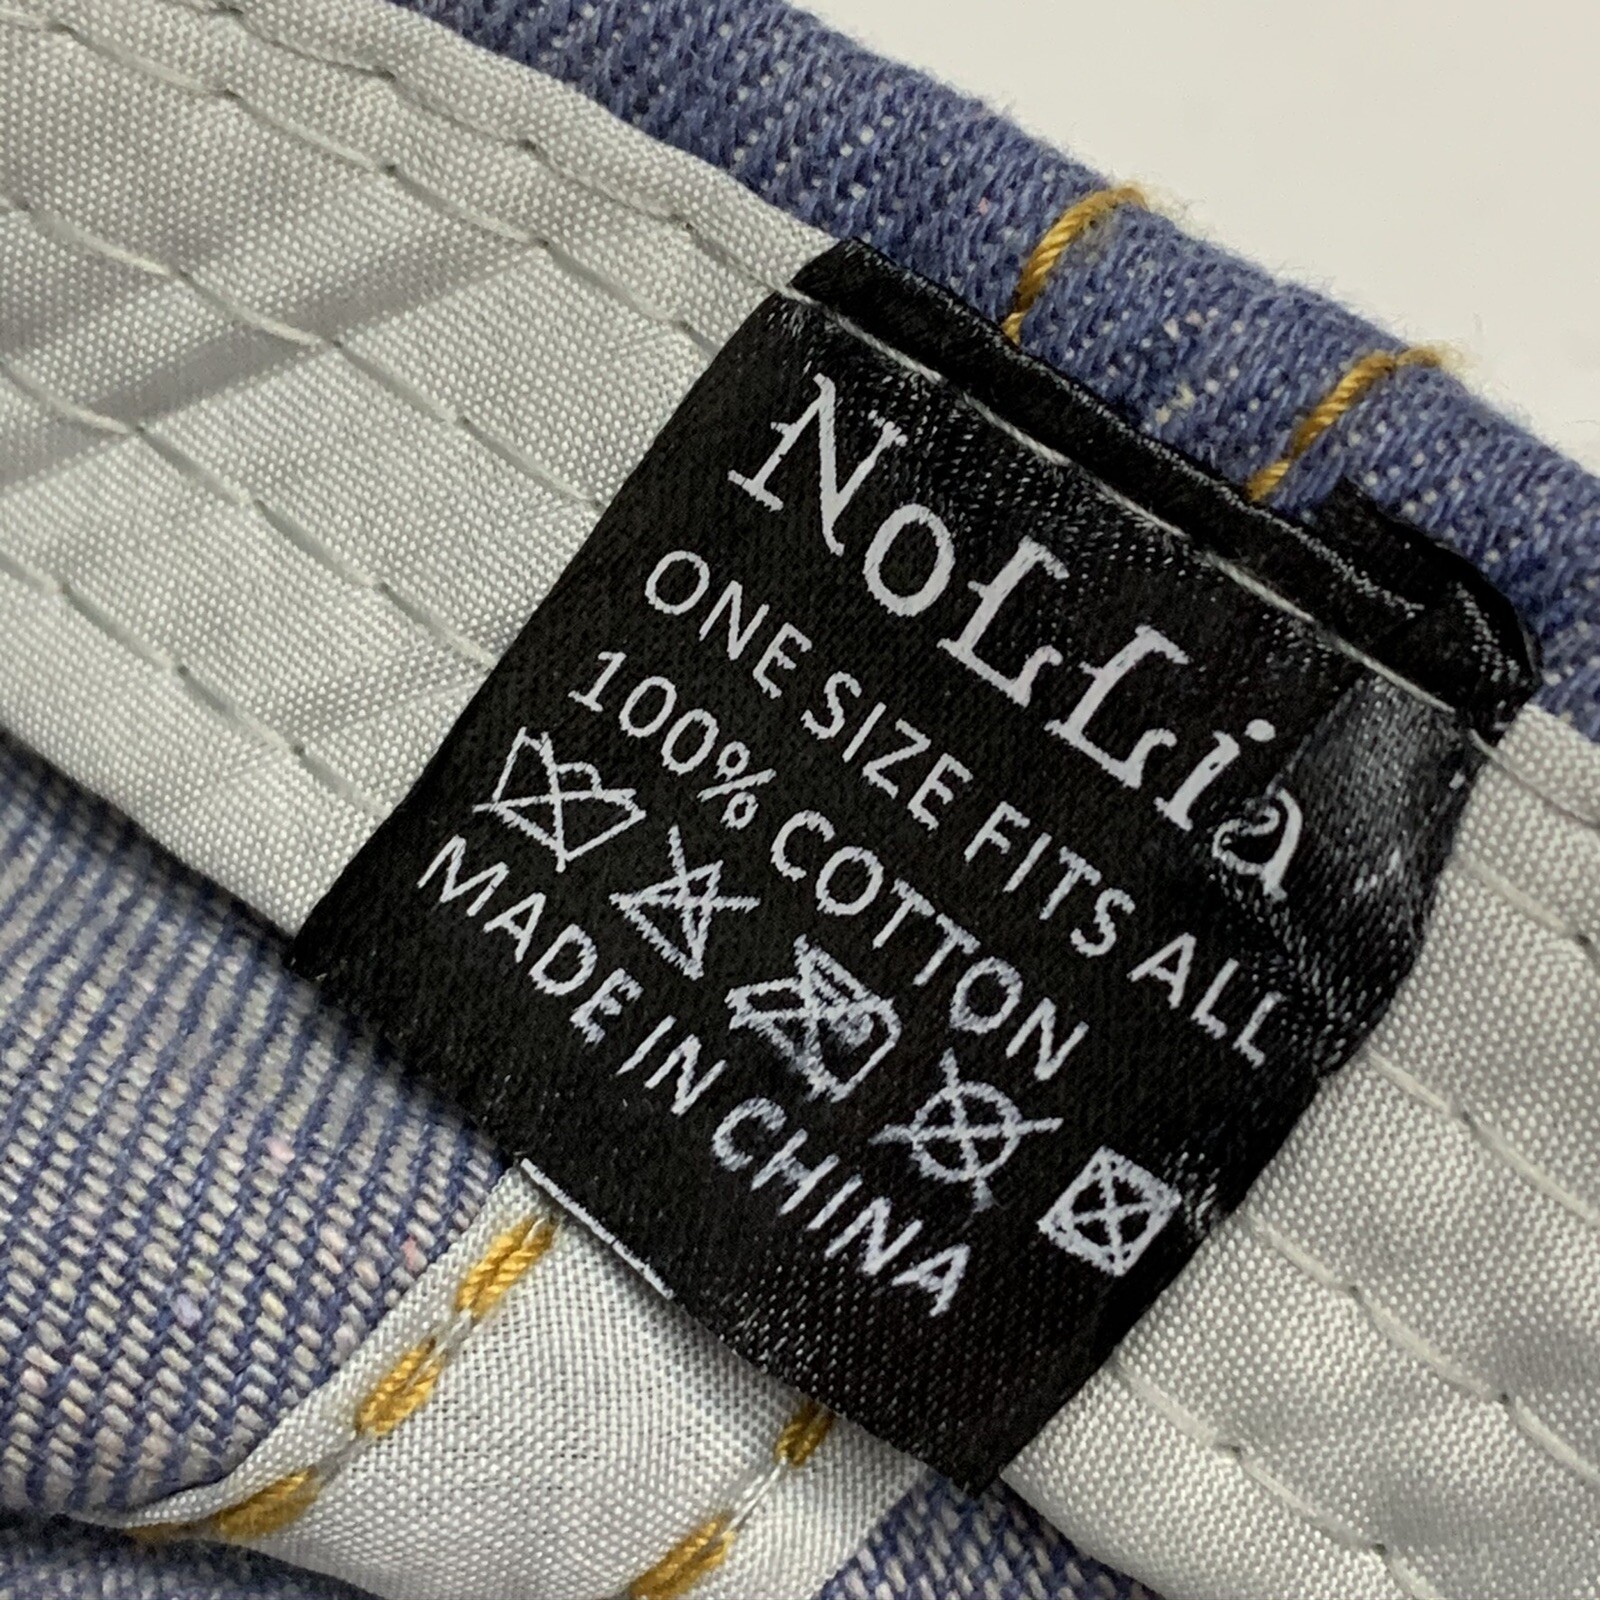 NoLLia
ONE SIZE FITS ALL
100% COTTON
MADE IN CHINA